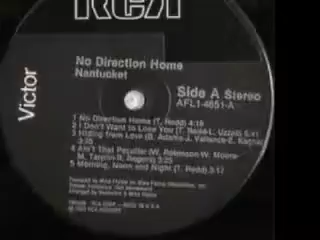 RCA
Victor
No Direction Home
Nantucket
Side A Stereo
AFL1-4651-A
1 No Direction Home (T. Redd) 4:19
2 I Don't Want to Lose You (T. Redd-L. Uzzell) 5:41
3 Hiding from Love (B. Adams-J. Vallance-E. Kagna)
3:25
4 Ain't That Peculiar (W. Robinson-W. Moore-
M. Tarplin-R. Rogers) 3:25
5 Morning, Noon and Night (T. Redd) 3:17